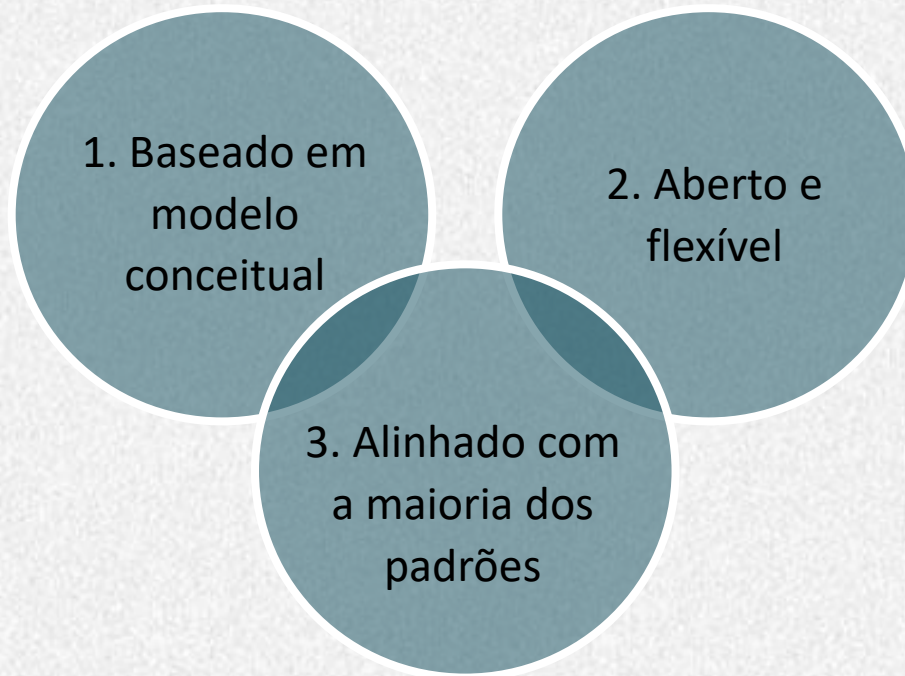 1. Baseado em
modelo
conceitual
2. Aberto e
flexível
3. Alinhado com
a maioria dos
padrões